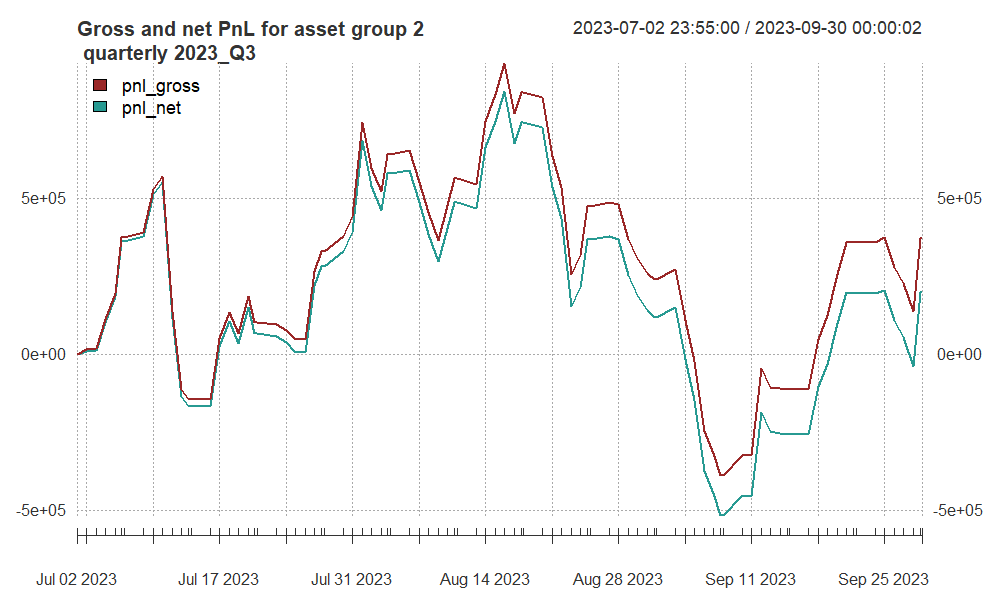 Gross and net PnL for asset group 2
quarterly 2023_Q3
2023-07-02 23:55:00 / 2023-09-30 00:00:02
pnl_gross
pnl_net
5e+05
5e+05
0e+00
0e+00
-5e+05
-5e+05
Jul 02 2023 Jul 17 2023 Jul 31 2023 Aug 14 2023 Aug 28 2023 Sep 11 2023 Sep 25 2023